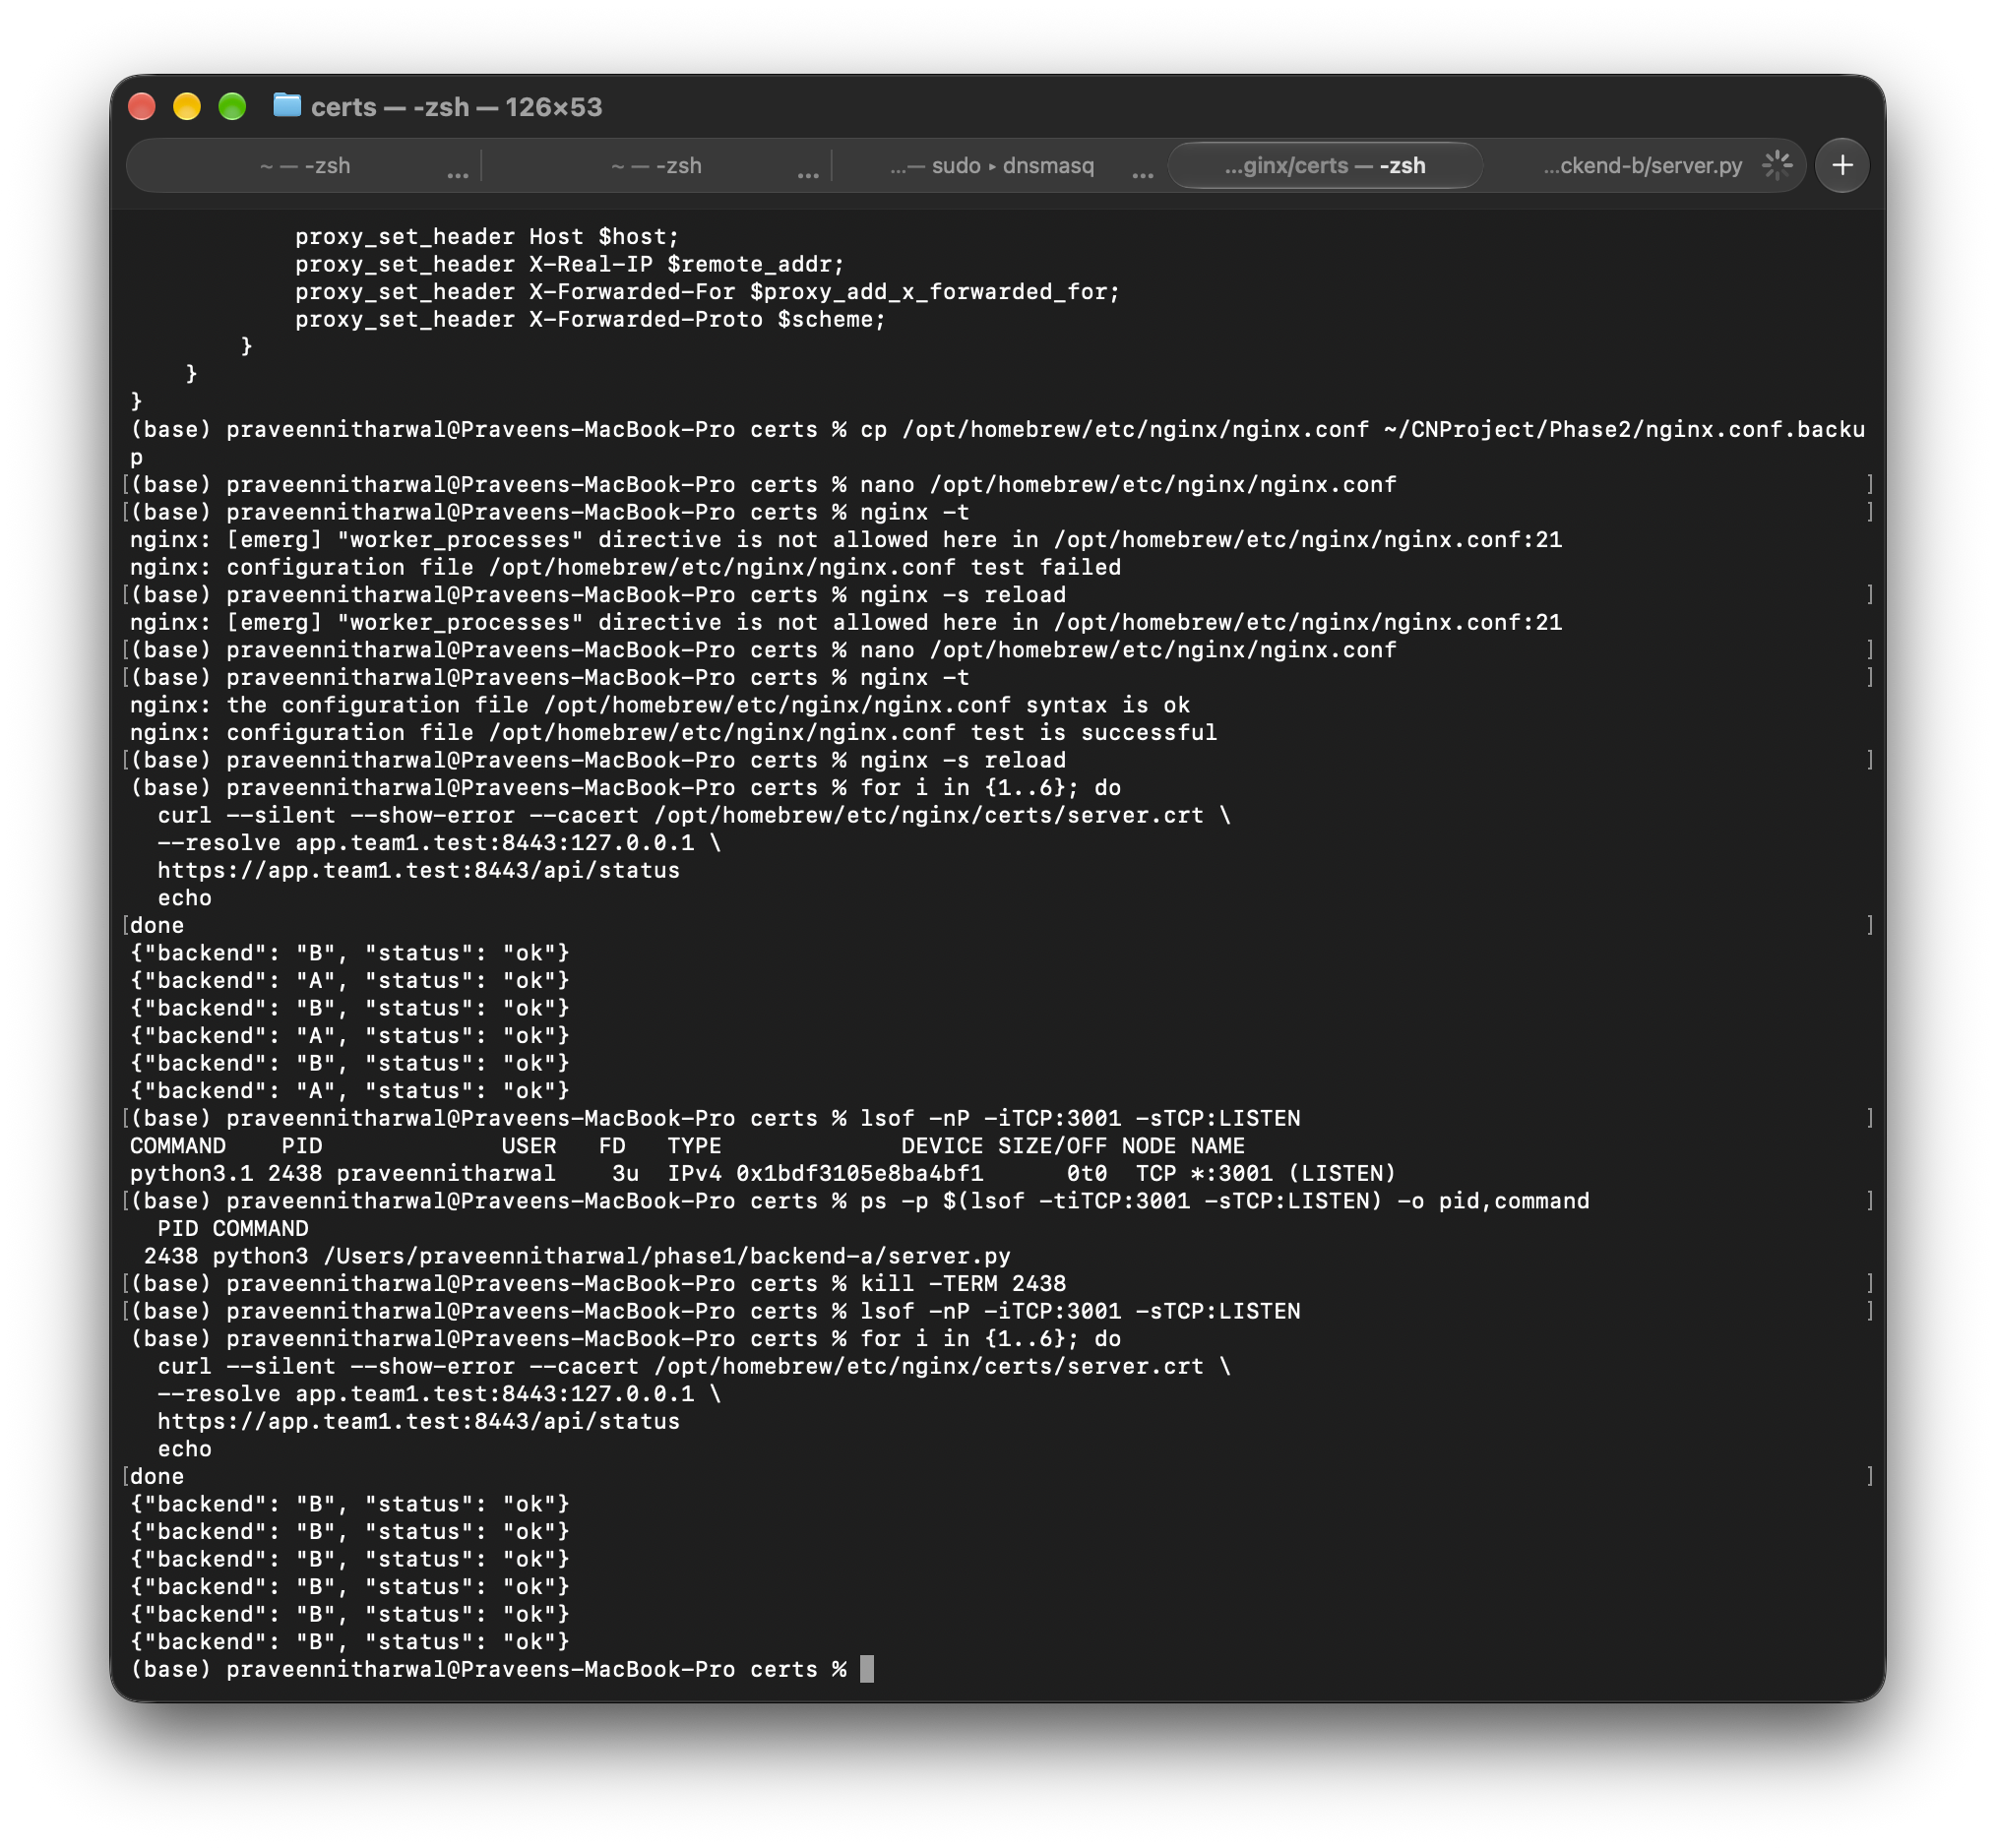 certs — -zsh — 126×53
~ — -zsh ... ~ — -zsh ... ...— sudo ▸ dnsmasq ... ...ginx/certs — -zsh ...ckend-b/server.py +
proxy_set_header Host $host;
proxy_set_header X-Real-IP $remote_addr;
proxy_set_header X-Forwarded-For $proxy_add_x_forwarded_for;
proxy_set_header X-Forwarded-Proto $scheme;
}
}
}
(base) praveennitharwal@Praveens-MacBook-Pro certs % cp /opt/homebrew/etc/nginx/nginx.conf ~/CNProject/Phase2/nginx.conf.backu
p
[(base) praveennitharwal@Praveens-MacBook-Pro certs % nano /opt/homebrew/etc/nginx/nginx.conf ]
[(base) praveennitharwal@Praveens-MacBook-Pro certs % nginx -t ]
nginx: [emerg] "worker_processes" directive is not allowed here in /opt/homebrew/etc/nginx/nginx.conf:21
nginx: configuration file /opt/homebrew/etc/nginx/nginx.conf test failed
[(base) praveennitharwal@Praveens-MacBook-Pro certs % nginx -s reload ]
nginx: [emerg] "worker_processes" directive is not allowed here in /opt/homebrew/etc/nginx/nginx.conf:21
[(base) praveennitharwal@Praveens-MacBook-Pro certs % nano /opt/homebrew/etc/nginx/nginx.conf ]
[(base) praveennitharwal@Praveens-MacBook-Pro certs % nginx -t ]
nginx: the configuration file /opt/homebrew/etc/nginx/nginx.conf syntax is ok
nginx: configuration file /opt/homebrew/etc/nginx/nginx.conf test is successful
[(base) praveennitharwal@Praveens-MacBook-Pro certs % nginx -s reload ]
(base) praveennitharwal@Praveens-MacBook-Pro certs % for i in {1..6}; do
curl --silent --show-error --cacert /opt/homebrew/etc/nginx/certs/server.crt \
--resolve app.team1.test:8443:127.0.0.1 \
https://app.team1.test:8443/api/status
echo
[done ]
{"backend": "B", "status": "ok"}
{"backend": "A", "status": "ok"}
{"backend": "B", "status": "ok"}
{"backend": "A", "status": "ok"}
{"backend": "B", "status": "ok"}
{"backend": "A", "status": "ok"}
[(base) praveennitharwal@Praveens-MacBook-Pro certs % lsof -nP -iTCP:3001 -sTCP:LISTEN ]
COMMAND PID USER FD TYPE DEVICE SIZE/OFF NODE NAME
python3.1 2438 praveennitharwal 3u IPv4 0x1bdf3105e8ba4bf1 0t0 TCP *:3001 (LISTEN)
[(base) praveennitharwal@Praveens-MacBook-Pro certs % ps -p $(lsof -tiTCP:3001 -sTCP:LISTEN) -o pid,command ]
PID COMMAND
2438 python3 /Users/praveennitharwal/phase1/backend-a/server.py
[(base) praveennitharwal@Praveens-MacBook-Pro certs % kill -TERM 2438 ]
[(base) praveennitharwal@Praveens-MacBook-Pro certs % lsof -nP -iTCP:3001 -sTCP:LISTEN ]
(base) praveennitharwal@Praveens-MacBook-Pro certs % for i in {1..6}; do
curl --silent --show-error --cacert /opt/homebrew/etc/nginx/certs/server.crt \
--resolve app.team1.test:8443:127.0.0.1 \
https://app.team1.test:8443/api/status
echo
[done ]
{"backend": "B", "status": "ok"}
{"backend": "B", "status": "ok"}
{"backend": "B", "status": "ok"}
{"backend": "B", "status": "ok"}
{"backend": "B", "status": "ok"}
{"backend": "B", "status": "ok"}
(base) praveennitharwal@Praveens-MacBook-Pro certs %